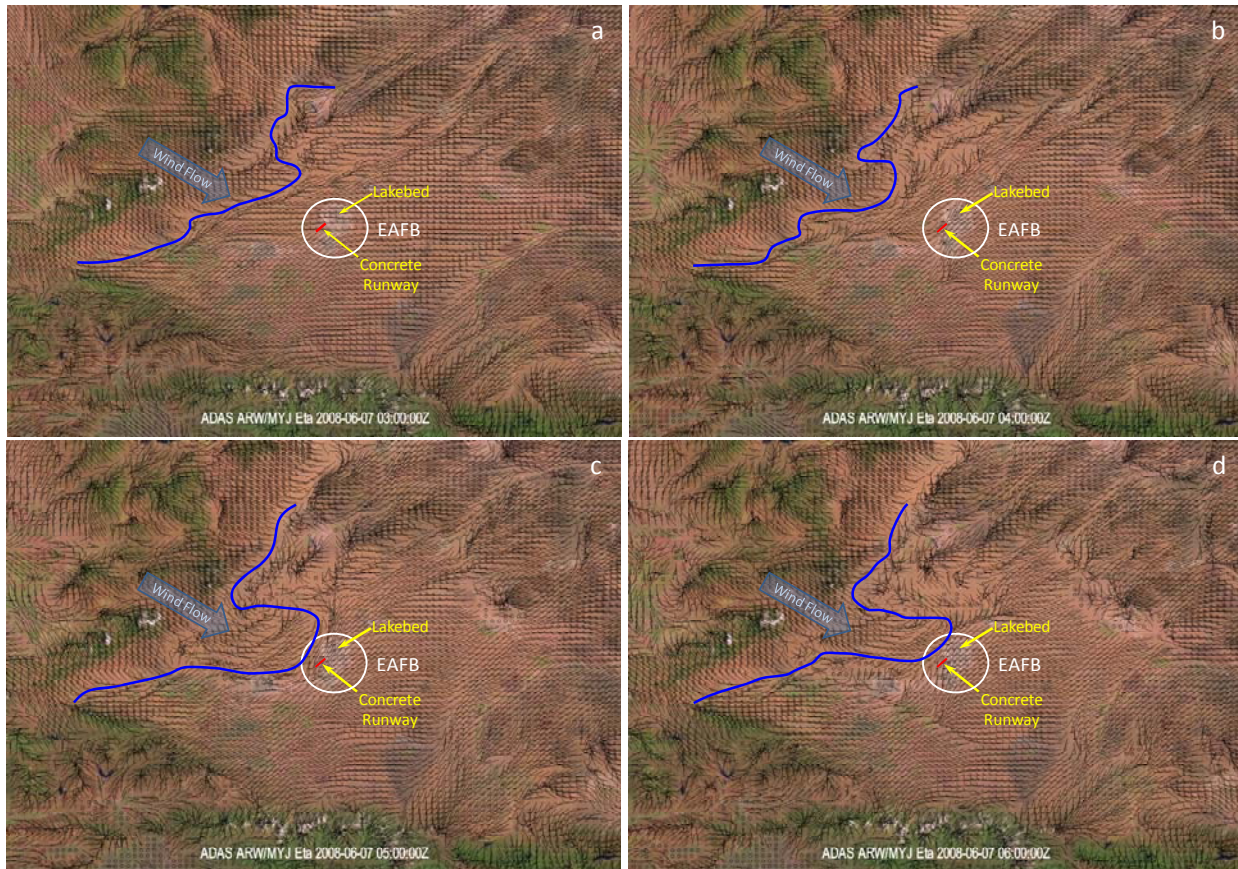 a
Wind Flow
Lakebed
EAFB
Concrete
Runway
ADAS ARW/MYJ Eta 2008-06-07 03:00:00Z
b
Wind Flow
Lakebed
EAFB
Concrete
Runway
ADAS ARW/MYJ Eta 2008-06-07 04:00:00Z
c
Wind Flow
Lakebed
EAFB
Concrete
Runway
ADAS ARW/MYJ Eta 2008-06-07 05:00:00Z
d
Wind Flow
Lakebed
EAFB
Concrete
Runway
ADAS ARW/MYJ Eta 2008-06-07 06:00:00Z